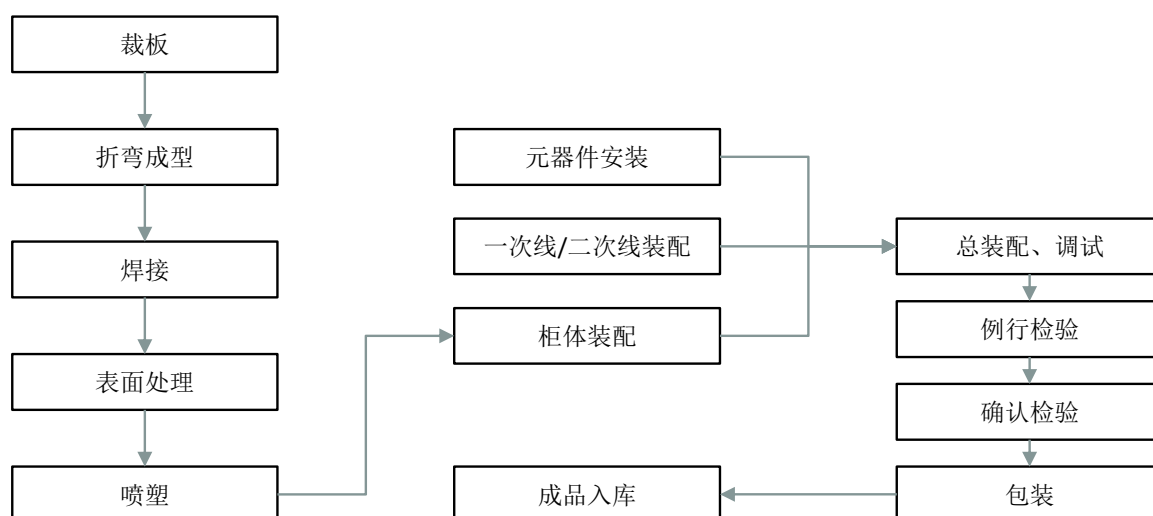 裁板
折弯成型
焊接
表面处理
喷塑
元器件安装
一次线/二次线装配
柜体装配
总装配、调试
例行检验
确认检验
包装
成品入库